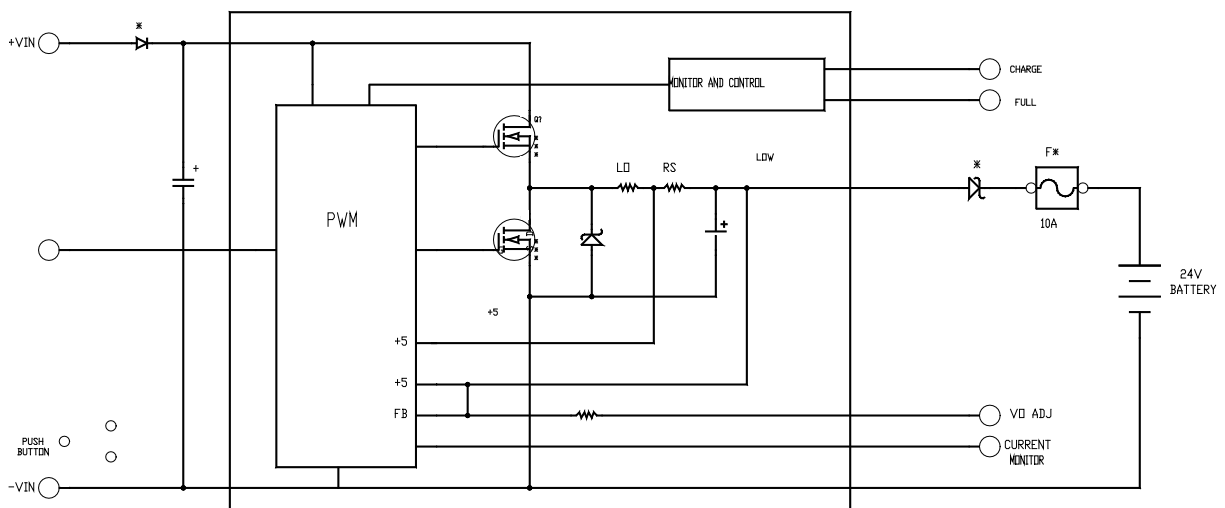 +VIN
*
CHARGE
MONITOR AND CONTROL
FULL
Q1
*
*
*
+
LO
RS
LOW
*
F*
10A
PWM
+
*
*
*
24V
BATTERY
+5
+5
+5
FB
VO ADJ
PUSH
BUTTON
CURRENT
MONITOR
-VIN